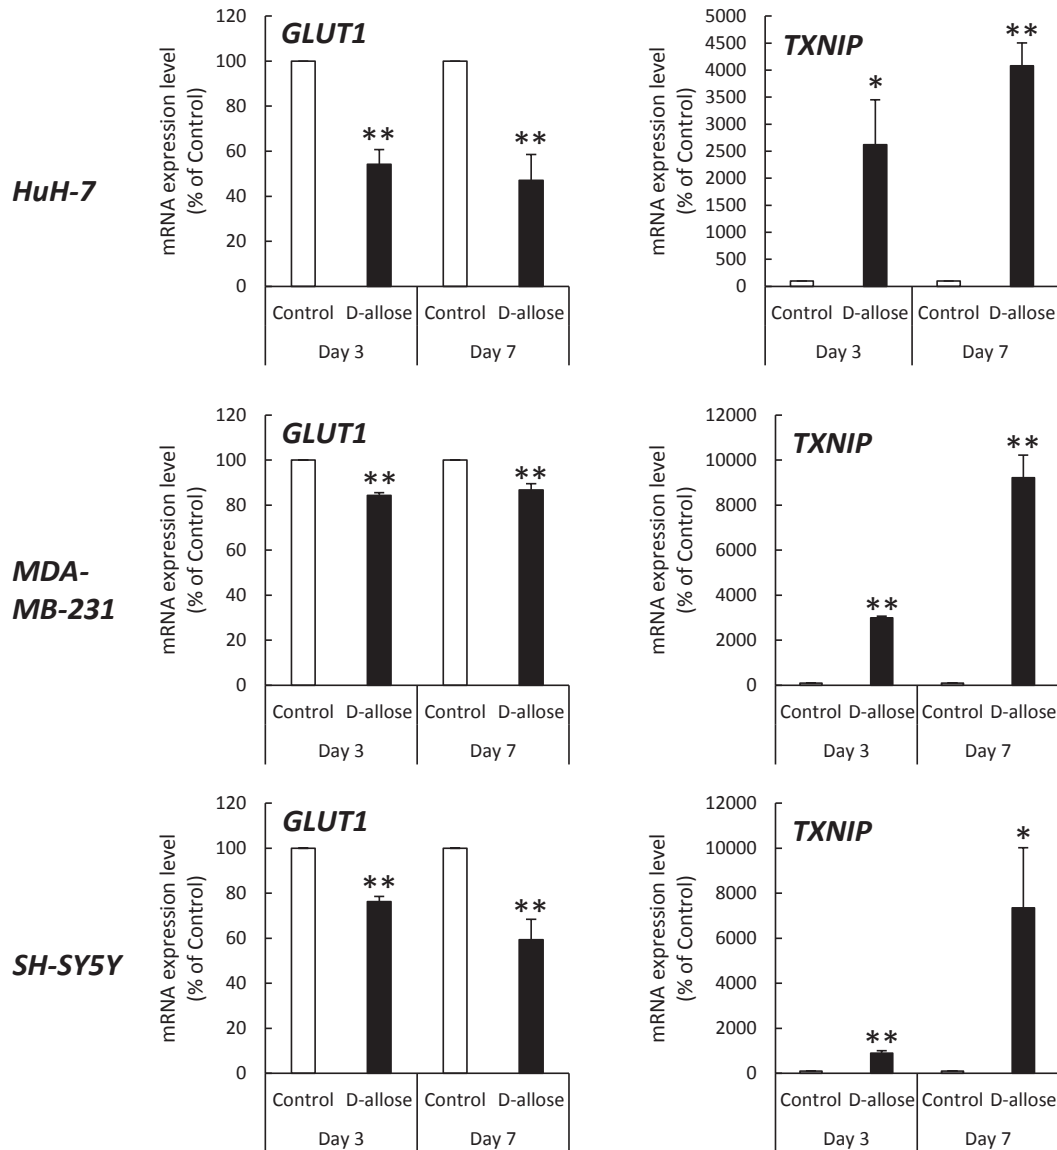 HuH-7
mRNA expression level
(% of Control)
GLUT1
120
100
80
60
40
20
0
**
**
Control D-allose Control D-allose
Day 3 Day 7
mRNA expression level
(% of Control)
TXNIP
5000
4500
4000
3500
3000
2500
2000
1500
1000
500
0
*
**
Control D-allose Control D-allose
Day 3 Day 7
MDA-
MB-231
mRNA expression level
(% of Control)
GLUT1
120
100
80
60
40
20
0
**
**
Control D-allose Control D-allose
Day 3 Day 7
mRNA expression level
(% of Control)
TXNIP
12000
10000
8000
6000
4000
2000
0
**
**
Control D-allose Control D-allose
Day 3 Day 7
SH-SY5Y
mRNA expression level
(% of Control)
GLUT1
120
100
80
60
40
20
0
**
**
Control D-allose Control D-allose
Day 3 Day 7
mRNA expression level
(% of Control)
TXNIP
12000
10000
8000
6000
4000
2000
0
**
*
Control D-allose Control D-allose
Day 3 Day 7